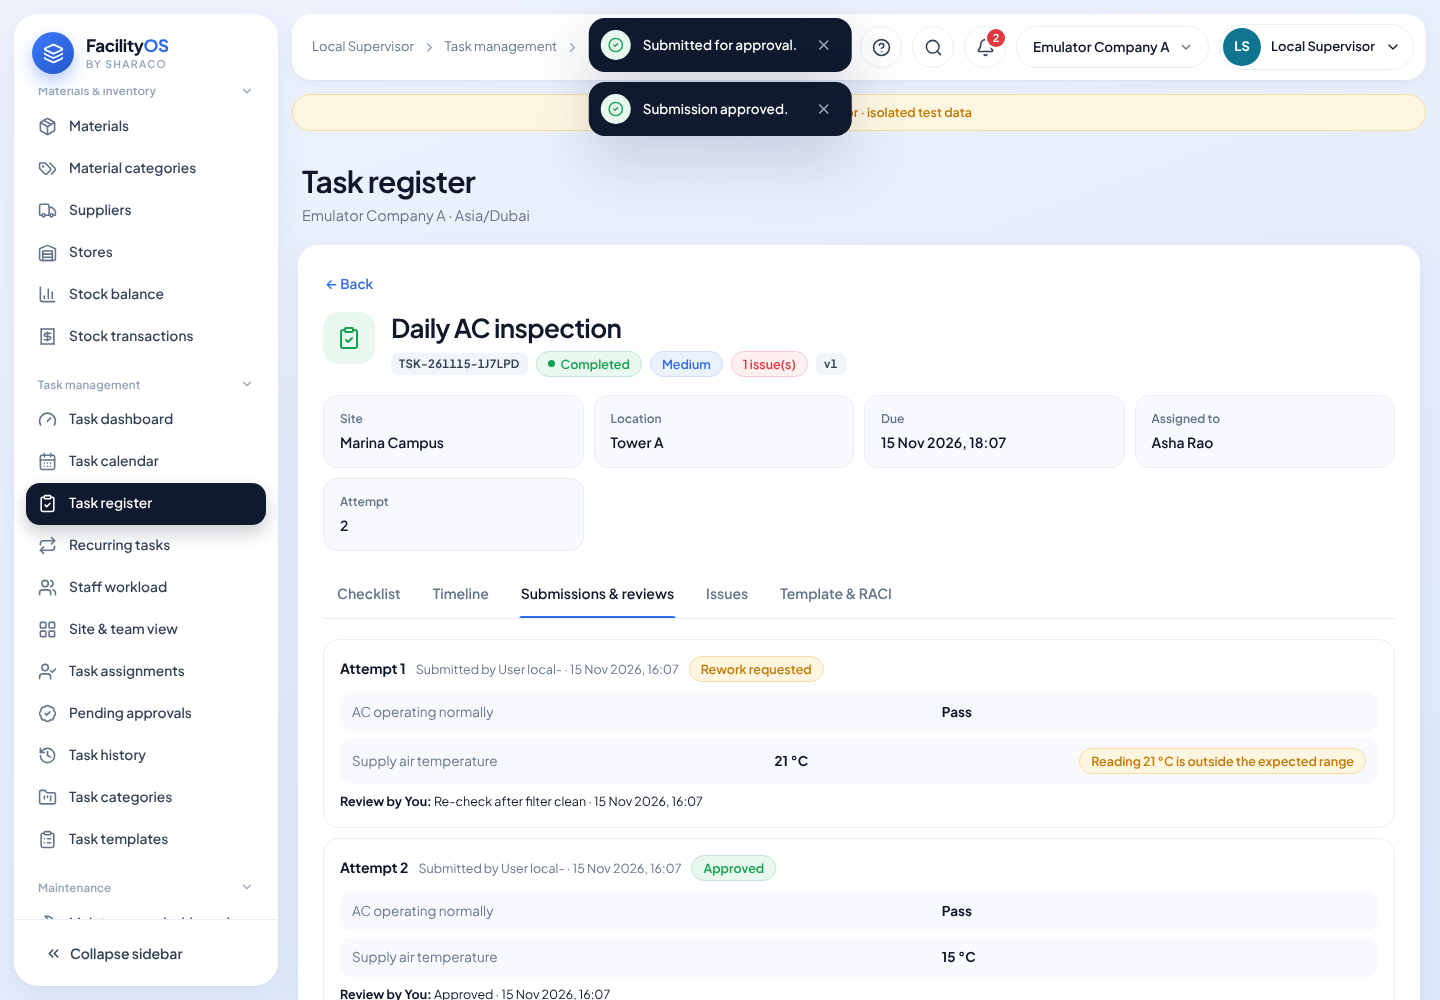 FacilityOS
BY SHARACO
Materials & inventory
Materials
Material categories
Suppliers
Stores
Stock balance
Stock transactions
Task management
Task dashboard
Task calendar
Task register
Recurring tasks
Staff workload
Site & team view
Task assignments
Pending approvals
Task history
Task categories
Task templates
Maintenance
Collapse sidebar
Local Supervisor
Task management
Submitted for approval.
Submission approved.
2
Emulator Company A
LS
Local Supervisor
· isolated test data
Task register
Emulator Company A · Asia/Dubai
← Back
Daily AC inspection
TSK-261115-1J7LPD
Completed
Medium
1 issue(s)
v1
Site
Marina Campus
Location
Tower A
Due
15 Nov 2026, 18:07
Assigned to
Asha Rao
Attempt
2
Checklist
Timeline
Submissions & reviews
Issues
Template & RACI
Attempt 1 Submitted by User local- · 15 Nov 2026, 16:07 Rework requested
AC operating normally Pass
Supply air temperature 21 °C Reading 21 °C is outside the expected range
Review by You: Re-check after filter clean · 15 Nov 2026, 16:07
Attempt 2 Submitted by User local- · 15 Nov 2026, 16:07 Approved
AC operating normally Pass
Supply air temperature 15 °C
Review by You: Approved · 15 Nov 2026, 16:07